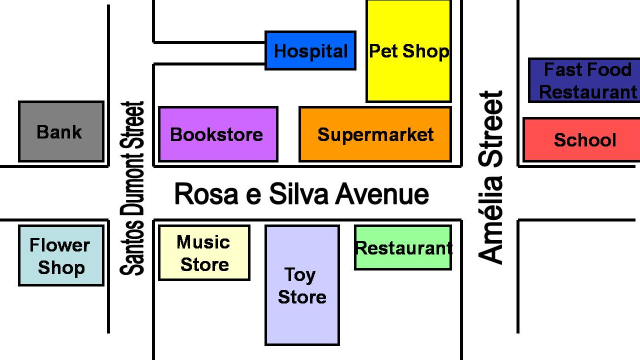 Hospital
Pet Shop
Fast Food
Restaurant
Bank
Santos Dumont Street
Bookstore
Supermarket
Amélia Street
School
Rosa e Silva Avenue
Flower
Shop
Music
Store
Toy
Store
Restaurant